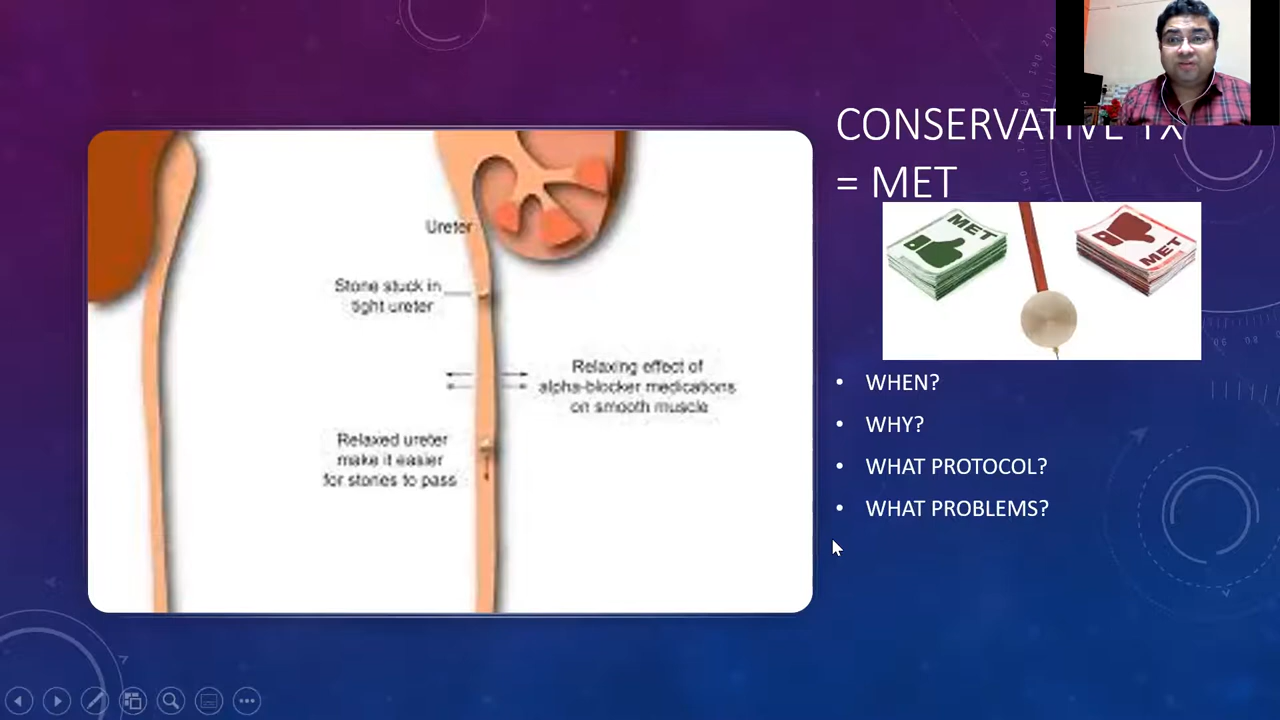 CONSERVATIVE TX
= MET
Ureter
Stone stuck in
tight ureter
Relaxing effect of
alpha-blocker medications
on smooth muscle
Relaxed ureter
make it easier
for stones to pass
MET
MET
• WHEN?
• WHY?
• WHAT PROTOCOL?
• WHAT PROBLEMS?